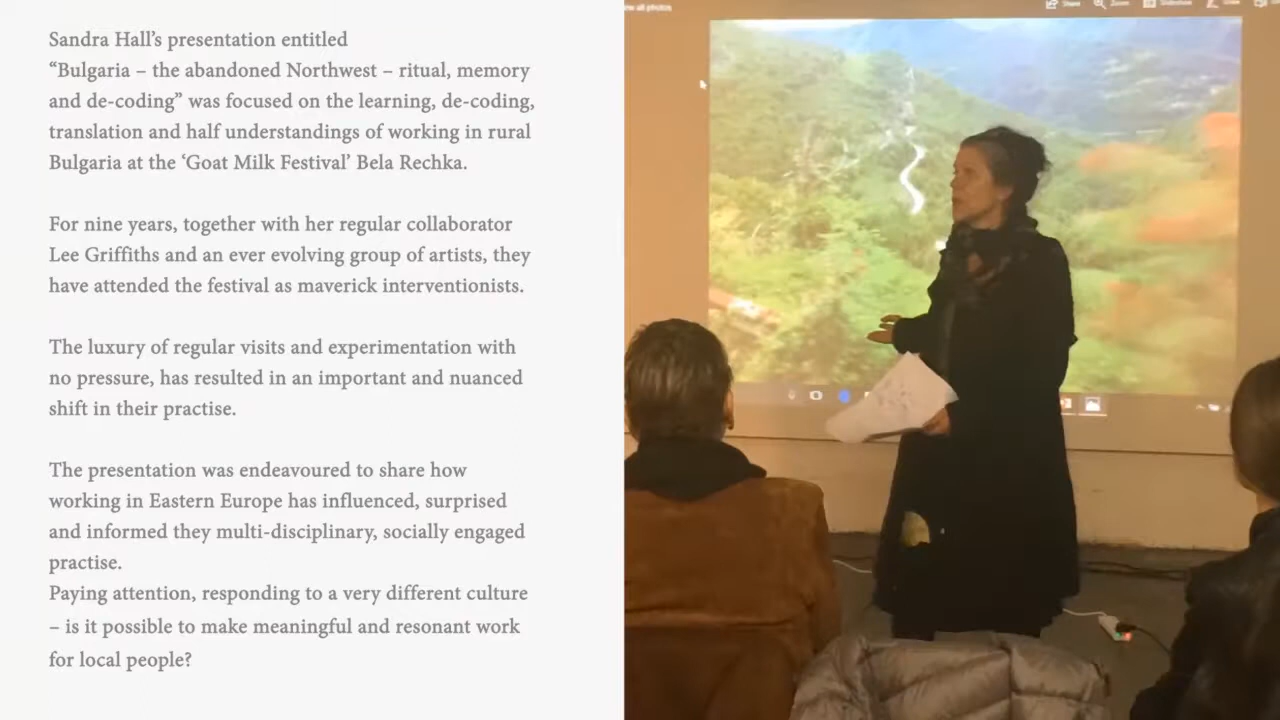 Sandra Hall’s presentation entitled
“Bulgaria – the abandoned Northwest – ritual, memory
and de-coding” was focused on the learning, de-coding,
translation and half understandings of working in rural
Bulgaria at the ‘Goat Milk Festival’ Bela Rechka.
For nine years, together with her regular collaborator
Lee Griffiths and an ever evolving group of artists, they
have attended the festival as maverick interventionists.
The luxury of regular visits and experimentation with
no pressure, has resulted in an important and nuanced
shift in their practise.
The presentation was endeavoured to share how
working in Eastern Europe has influenced, surprised
and informed they multi-disciplinary, socially engaged
practise.
Paying attention, responding to a very different culture
– is it possible to make meaningful and resonant work
for local people?
all photos
Share Zoom Slideshow Draw